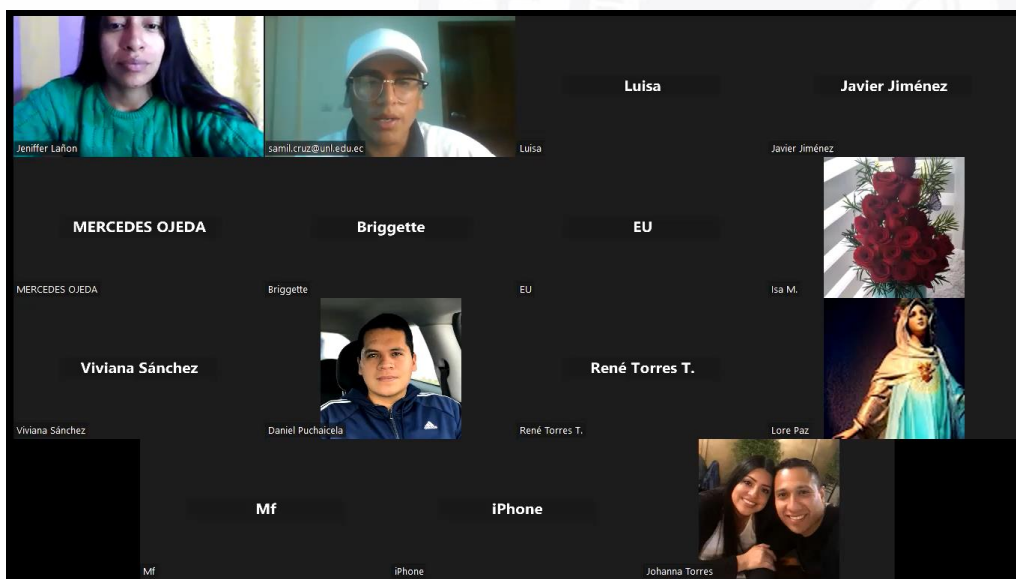 Luisa
Javier Jiménez
Jeniffer Lañon
samil.cruz@unl.edu.ec
Luisa
Javier Jiménez
MERCEDES OJEDA
Briggette
EU
MERCEDES OJEDA
Briggette
EU
Isa M.
Viviana Sánchez
René Torres T.
Viviana Sánchez
Daniel Puchaicela
René Torres T.
Lore Paz
Mf
iPhone
Mf
iPhone
Johanna Torres